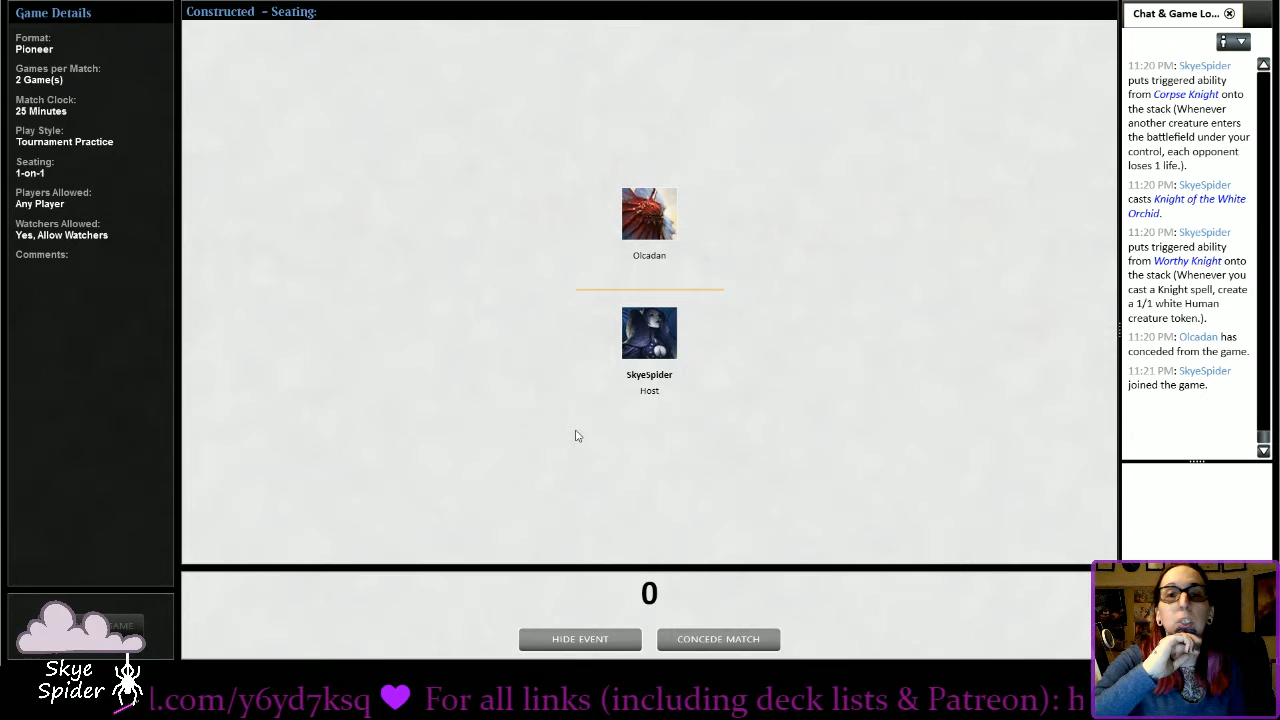 Game Details
Format:
Pioneer
Games per Match:
2 Game(s)
Match Clock:
25 Minutes
Play Style:
Tournament Practice
Seating:
1-on-1
Players Allowed:
Any Player
Watchers Allowed:
Yes, Allow Watchers
Comments:
Constructed - Seating:
Olcadan
SkyeSpider
Host
0
HIDE EVENT
CONCEDE MATCH
Chat & Game Lo...
11:20 PM: SkyeSpider
puts triggered ability
from Corpse Knight onto
the stack (Whenever
another creature enters
the battlefield under your
control, each opponent
loses 1 life.).
11:20 PM: SkyeSpider
casts Knight of the White
Orchid.
11:20 PM: SkyeSpider
puts triggered ability
from Worthy Knight onto
the stack (Whenever you
cast a Knight spell, create
a 1/1 white Human
creature token.).
11:20 PM: Olcadan has
conceded from the game.
11:21 PM: SkyeSpider
joined the game.
Skye
Spider
l.com/y6yd7ksq 💜 For all links (including deck lists & Patreon): h